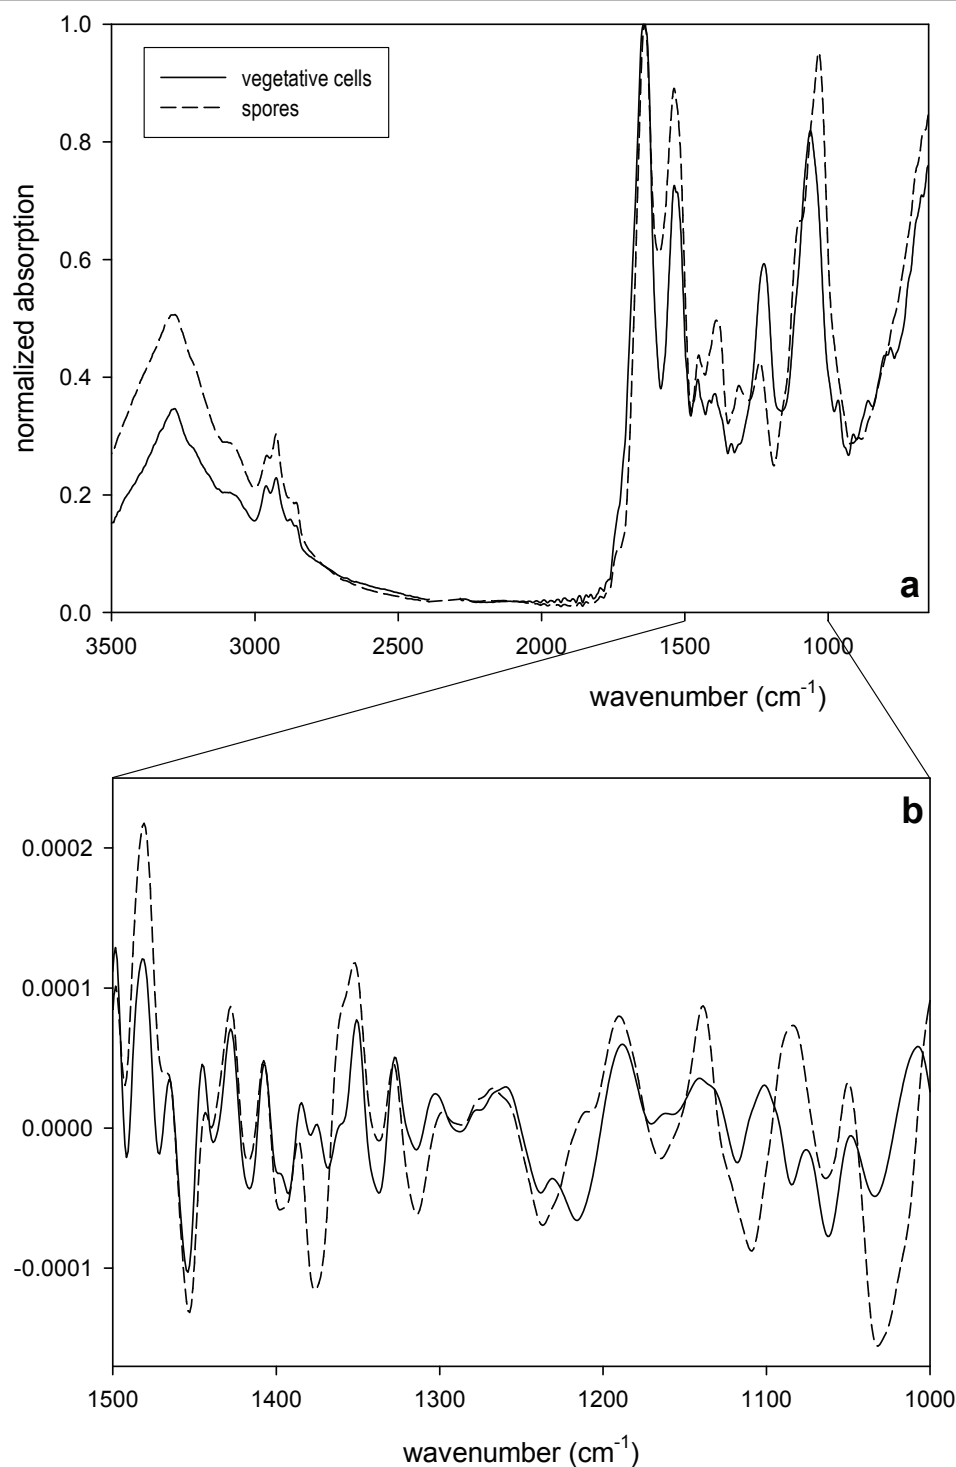 1.0
vegetative cells
spores
0.8
0.6
0.4
0.2
0.0
normalized absorption
a
3500 3000 2500 2000 1500 1000
wavenumber (cm-1)
b
0.0002
0.0001
0.0000
-0.0001
1500 1400 1300 1200 1100 1000
wavenumber (cm-1)